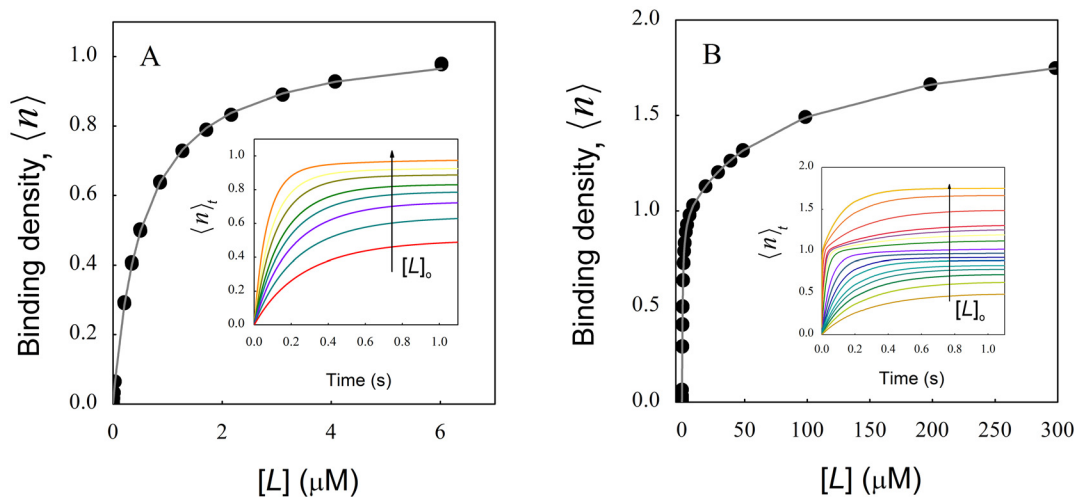 A
Binding density, ⟨n⟩
1.0
0.8
0.6
0.4
0.2
0.0
0 2 4 6
[L] (μM)
⟨n⟩t
1.0
0.8
0.6
0.4
0.2
0.0
0.0 0.2 0.4 0.6 0.8 1.0
Time (s)
[L]o
B
Binding density, ⟨n⟩
2.0
1.5
1.0
0.5
0.0
0 50 100 150 200 250 300
[L] (μM)
⟨n⟩t
2.0
1.5
1.0
0.5
0.0
0.0 0.2 0.4 0.6 0.8 1.0
Time (s)
[L]o